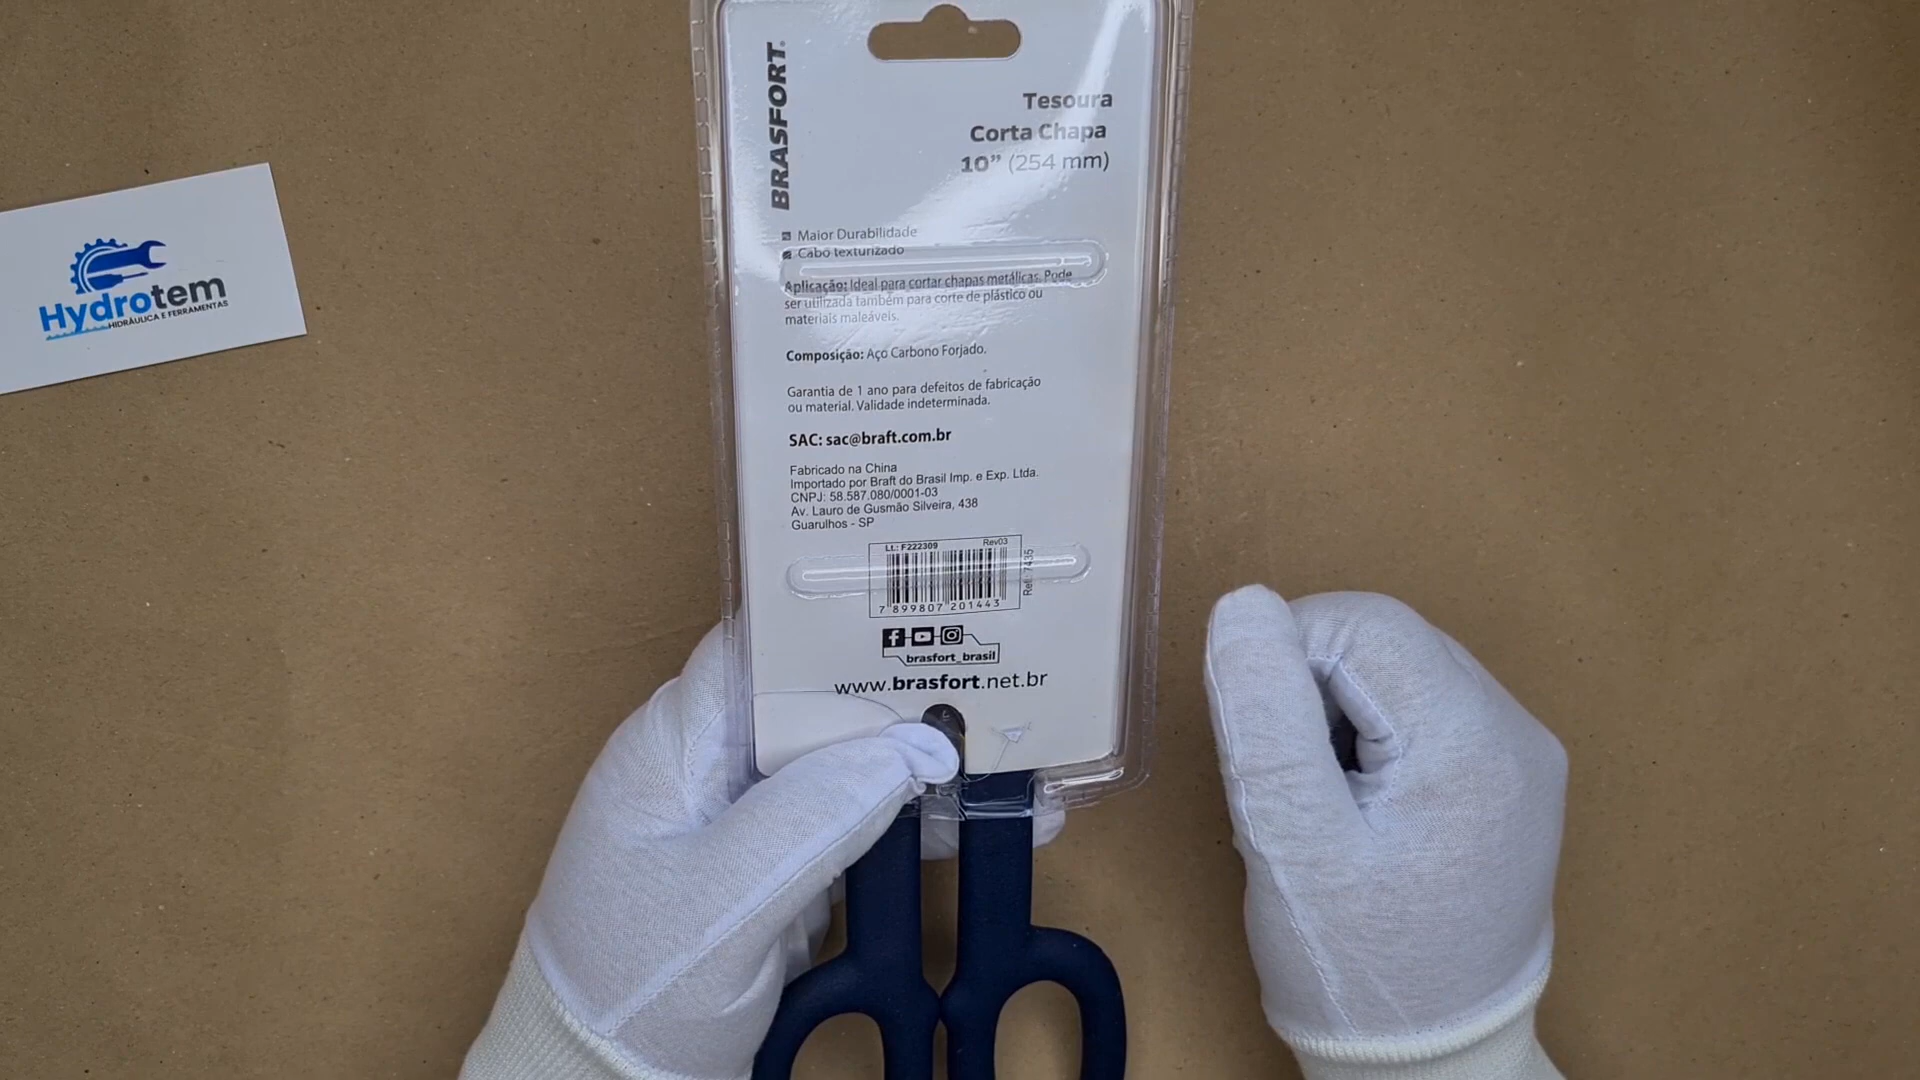 Hydrotem
HIDRÁULICA E FERRAMENTAS
BRASFORT
Tesoura
Corta Chapa
10” (254 mm)
Maior Durabilidade
Cabo texturizado
Aplicação: Ideal para cortar chapas metálicas. Pode
ser utilizada também para corte de plástico ou
materiais maleáveis.
Composição: Aço Carbono Forjado.
Garantia de 1 ano para defeitos de fabricação
ou material. Validade indeterminada.
SAC: sac@braft.com.br
Fabricado na China
Importado por Braft do Brasil Imp. e Exp. Ltda.
CNPJ: 58.587.080/0001-03
Av. Lauro de Gusmão Silveira, 438
Guarulhos - SP
Lt.: F222309 Rev03
Ref.: 7435
7 899807 201443
brasfort_brasil
www.brasfort.net.br